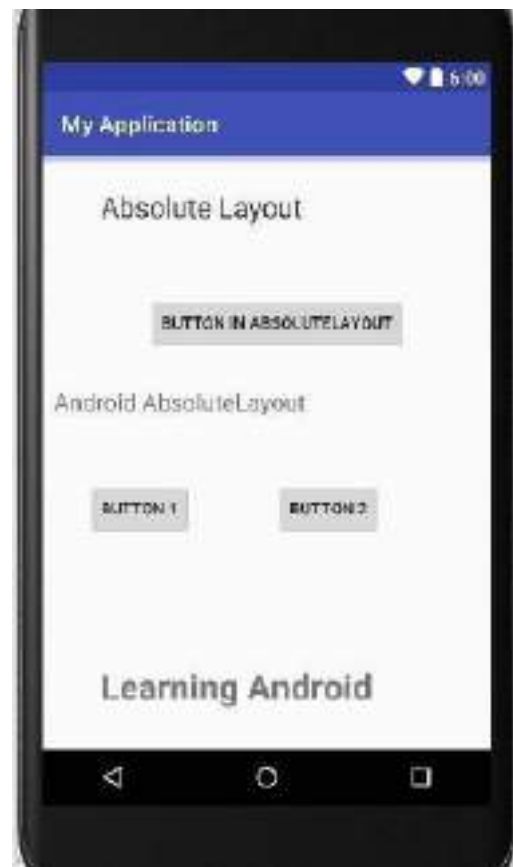 6:00
My Application
Absolute Layout
BUTTON IN ABSOLUTELAYOUT
Android AbsoluteLayout
BUTTON 1 BUTTON 2
Learning Android